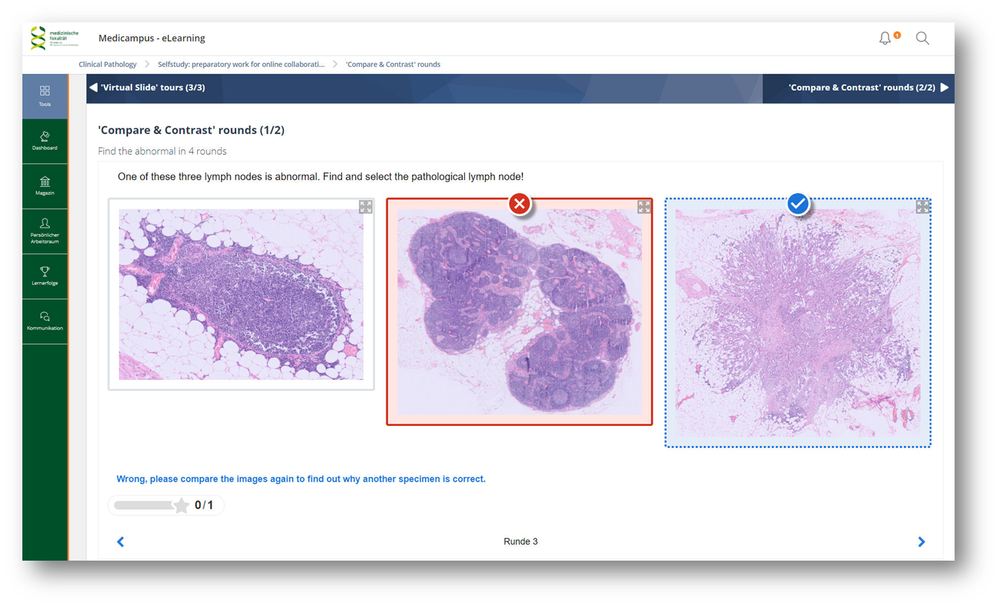 medizinische
fakultät
Medicampus - eLearning
1
Clinical Pathology
Selfstudy: preparatory work for online collaborati...
'Compare & Contrast' rounds
Tools
'Virtual Slide' tours (3/3)
'Compare & Contrast' rounds (2/2)
Dashboard
Magazin
Persönlicher
Arbeitsraum
Lernerfolge
Kommunikation
'Compare & Contrast' rounds (1/2)
Find the abnormal in 4 rounds
One of these three lymph nodes is abnormal. Find and select the pathological lymph node!
Wrong, please compare the images again to find out why another specimen is correct.
0/1
Runde 3